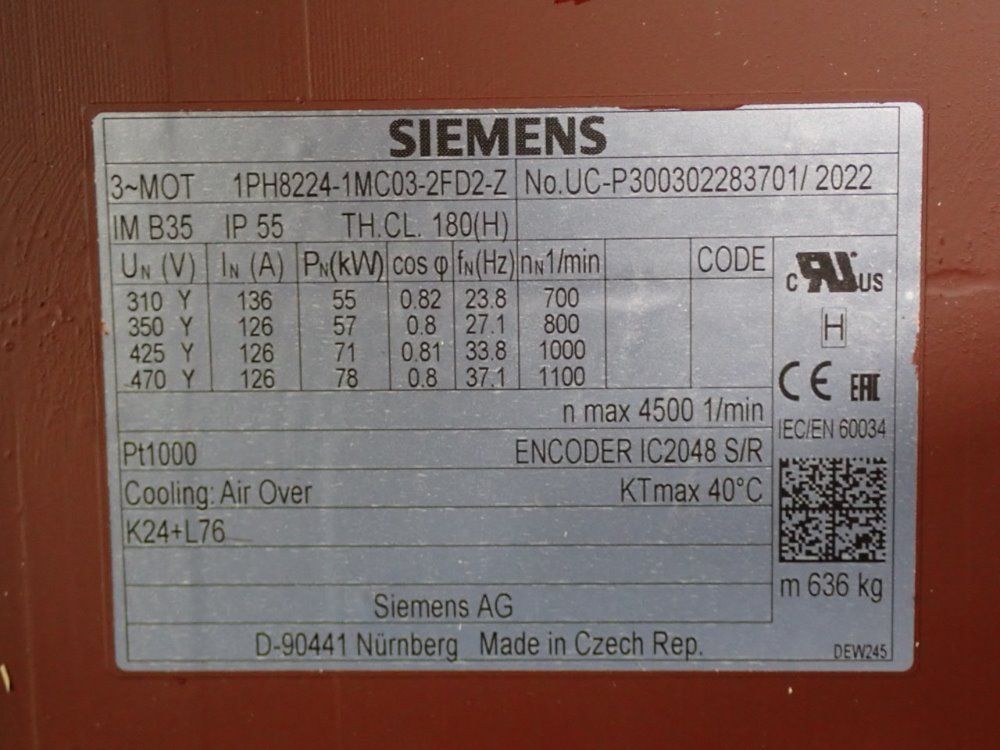 SIEMENS
3~MOT 1PH8224-1MC03-2FD2-Z No.UC-P300302283701/ 2022
IM B35 IP 55 TH.CL. 180(H)
UN (V) IN (A) PN(kW) cos φ fN(Hz) nN1/min CODE
310 Y 136 55 0.82 23.8 700
350 Y 126 57 0.8 27.1 800
425 Y 126 71 0.81 33.8 1000
470 Y 126 78 0.8 37.1 1100
c RU US
H
CE EAC
n max 4500 1/min
IEC/EN 60034
Pt1000 ENCODER IC2048 S/R
Cooling: Air Over KTmax 40°C
K24+L76
m 636 kg
Siemens AG
D-90441 Nürnberg Made in Czech Rep.
DEW245